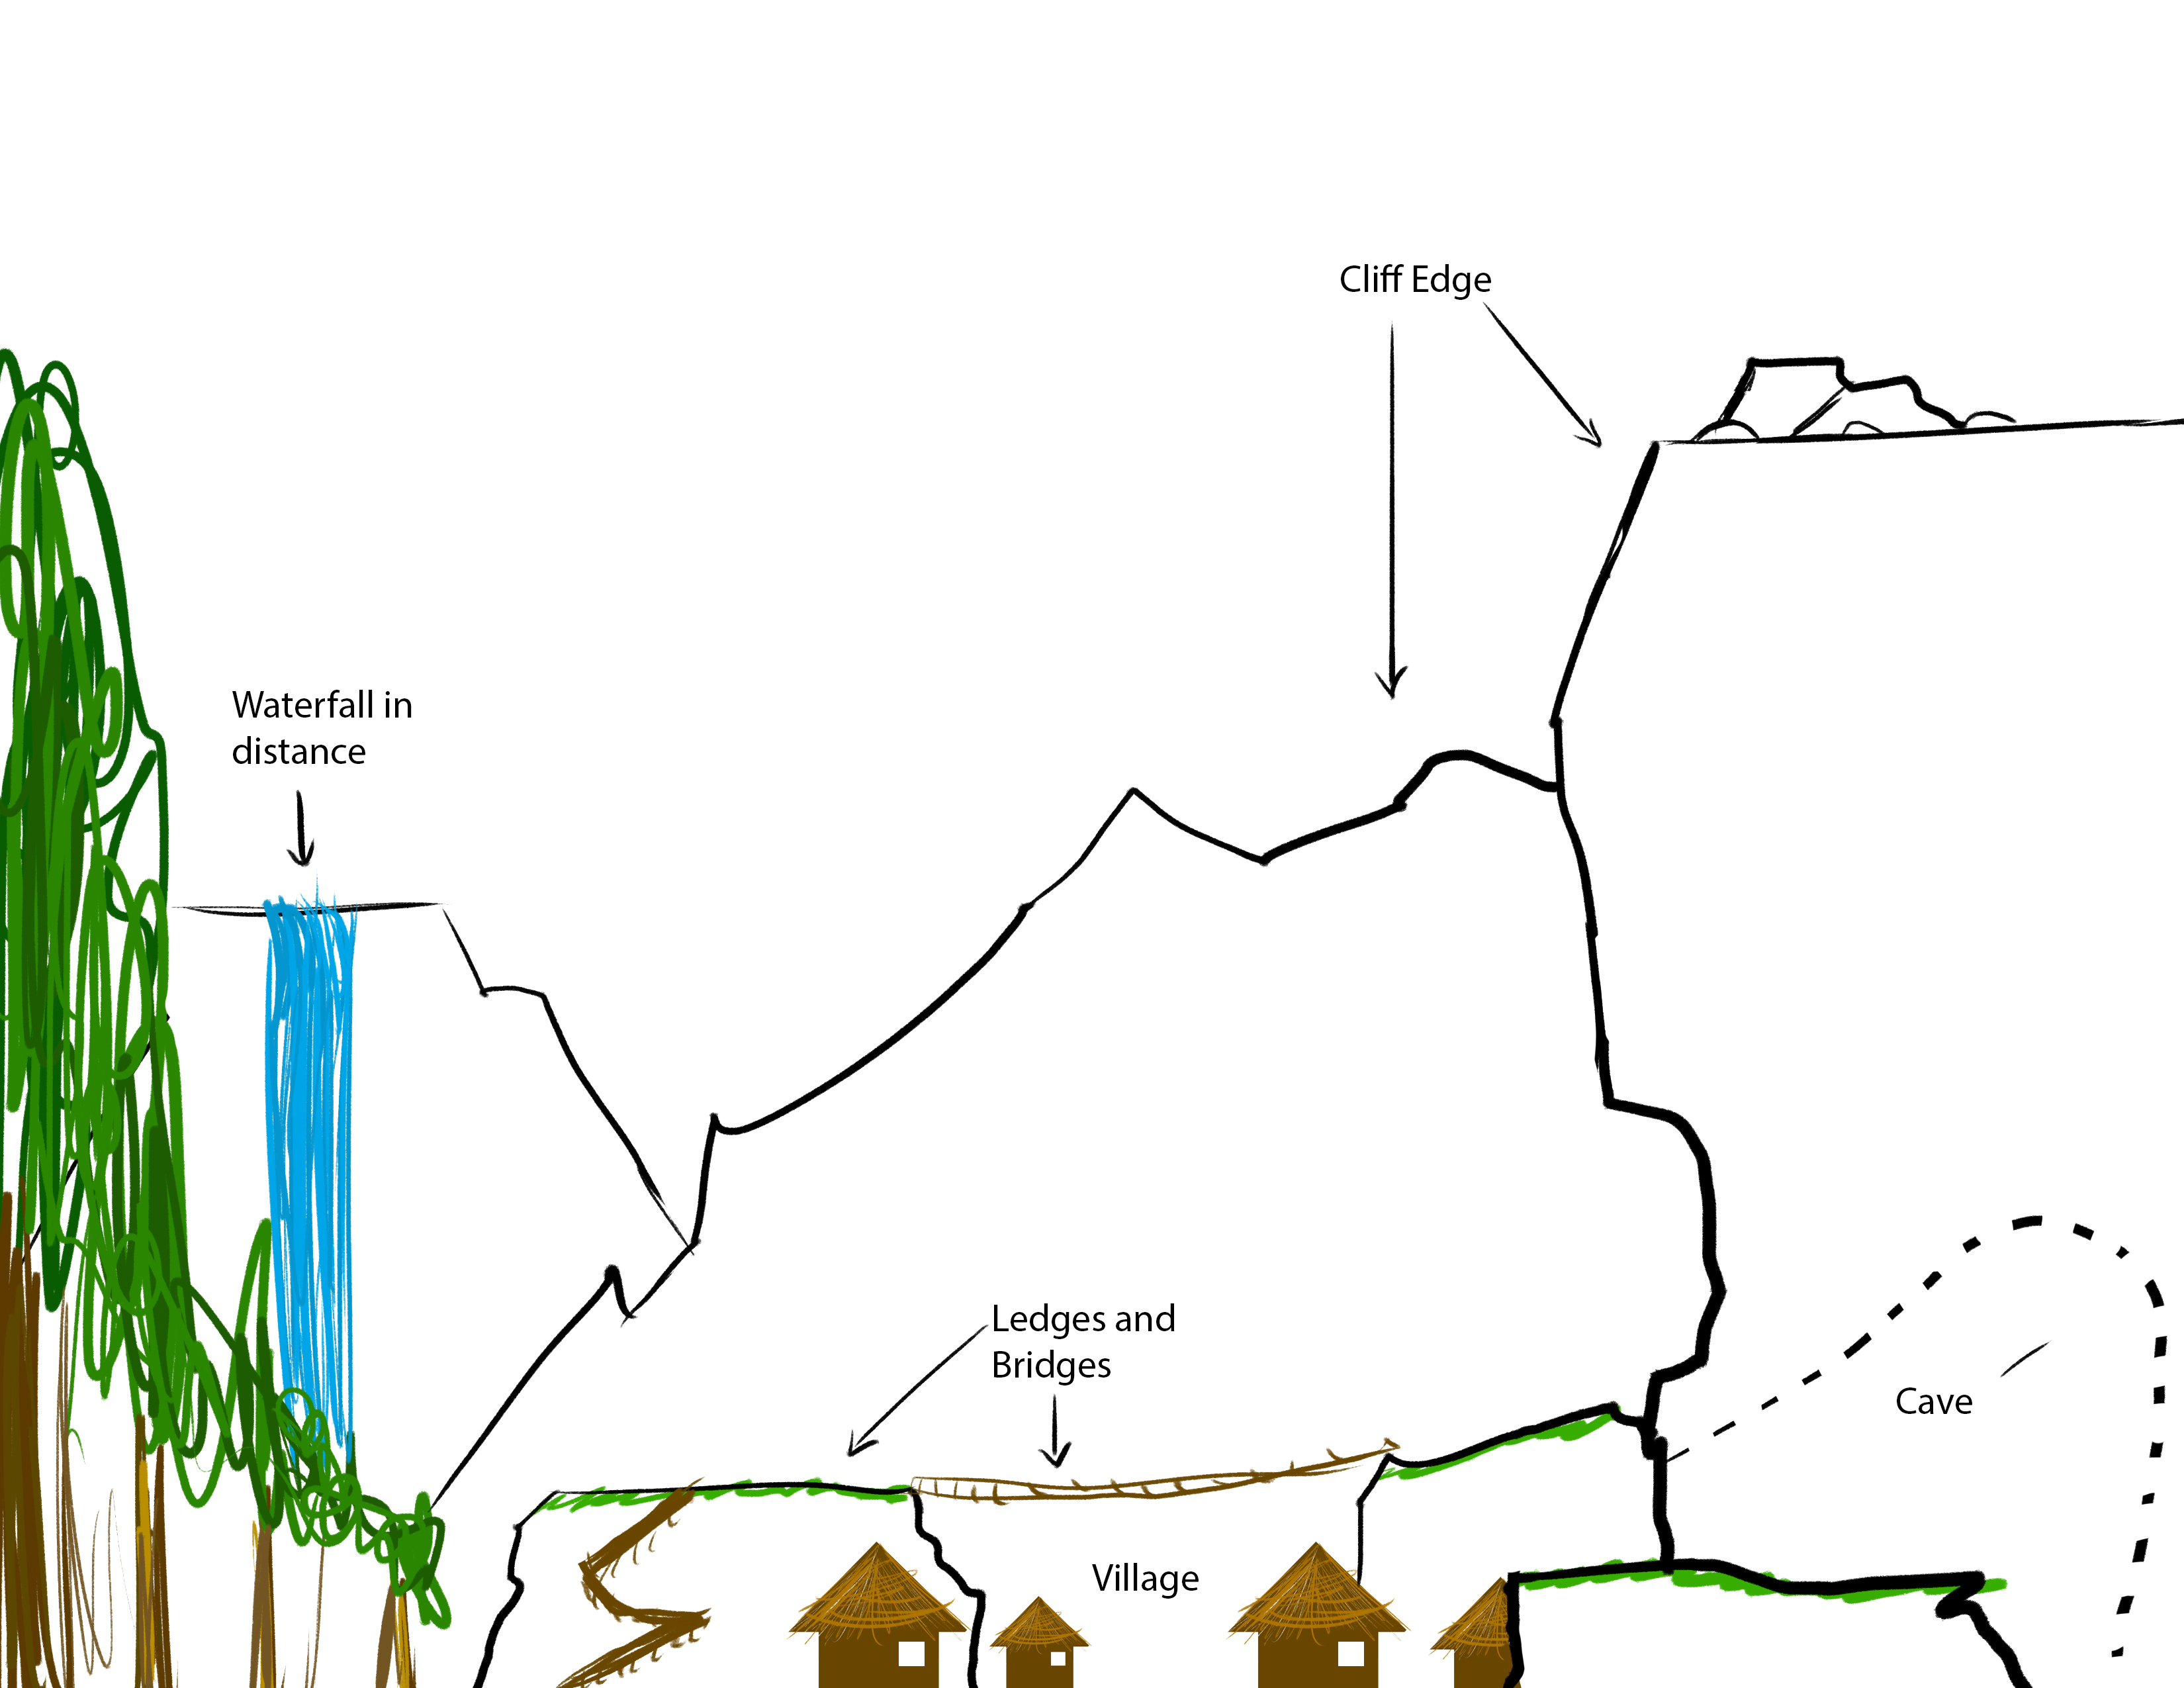 Cliff Edge
Waterfall in
distance
Ledges and
Bridges
Cave
Village